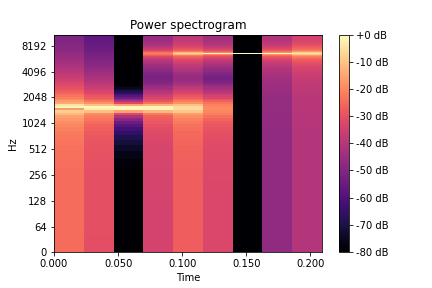 Power spectrogram
8192
4096
2048
1024
512
256
128
64
0
Hz
0.000 0.050 0.100 0.150 0.200
Time
+0 dB
-10 dB
-20 dB
-30 dB
-40 dB
-50 dB
-60 dB
-70 dB
-80 dB